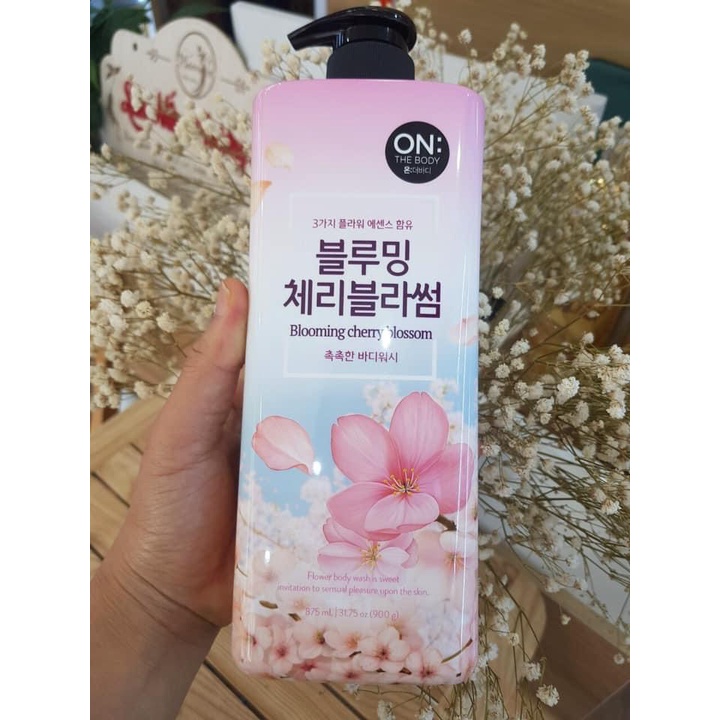 ON:
THE BODY
온:더바디
3가지 플라워 에센스 함유
블루밍
체리블라썸
Blooming cherry blossom
촉촉한 바디워시
Flower body wash is sweet
invitation to sensual pleasure upon the skin.
875 mL | 31.75 oz (900 g)